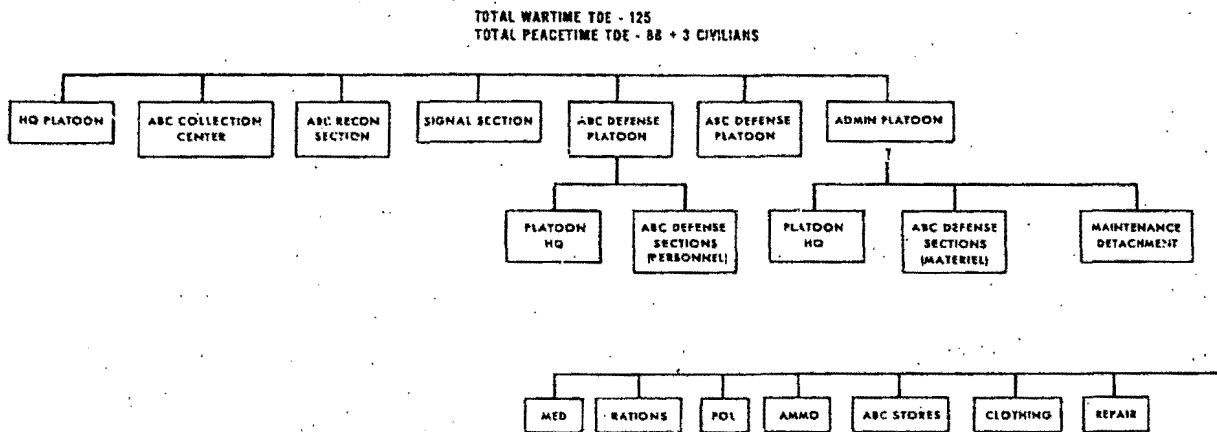 TOTAL WARTIME TOE - 125
TOTAL PEACETIME TOE - 88 + 3 CIVILIANS
HQ PLATOON
ABC COLLECTION
CENTER
ABC RECON
SECTION
SIGNAL SECTION
ABC DEFENSE
PLATOON
ABC DEFENSE
PLATOON
ADMIN PLATOON
PLATOON
HQ
ABC DEFENSE
SECTIONS
(PERSONNEL)
PLATOON
HQ
ABC DEFENSE
SECTIONS
(MATERIEL)
MAINTENANCE
DETACHMENT
MED
RATIONS
POL
AMMO
ABC STORES
CLOTHING
REPAIR